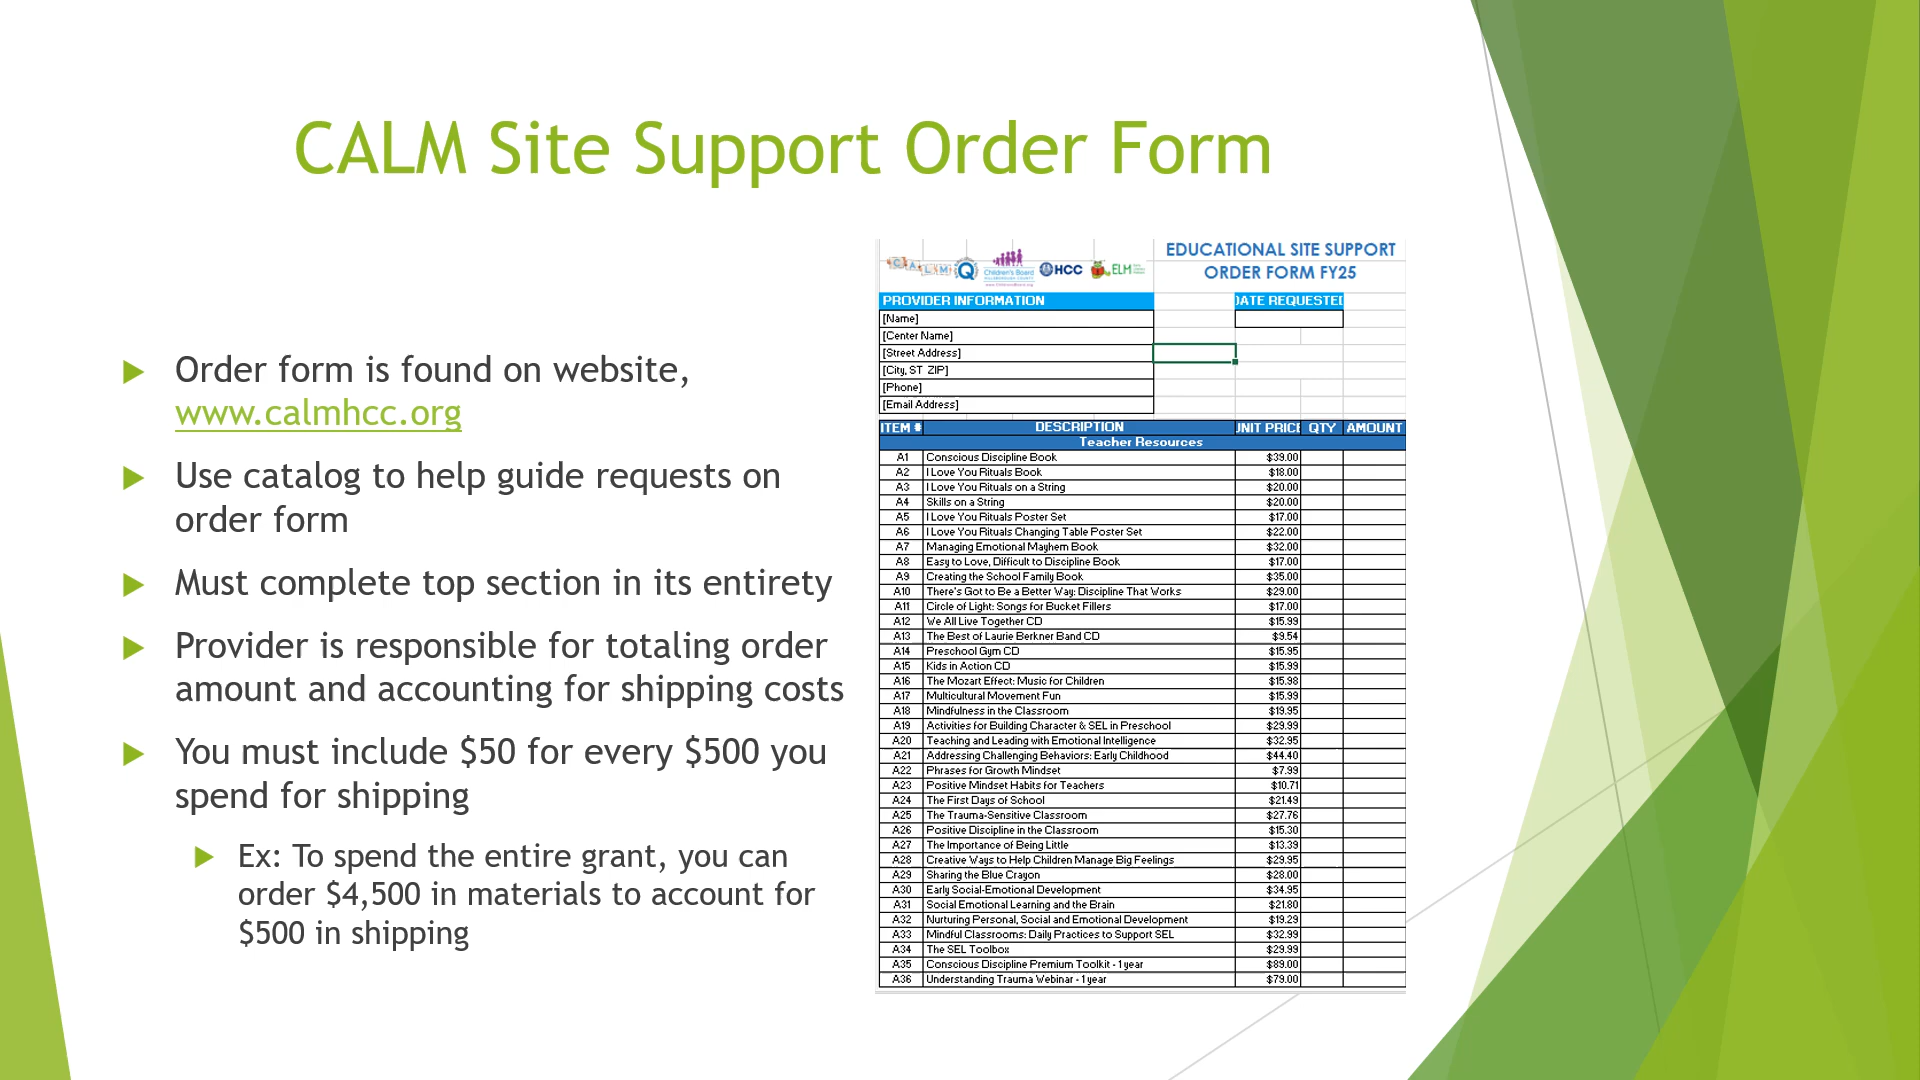 CALM Site Support Order Form
Order form is found on website,
www.calmhcc.org
Use catalog to help guide requests on
order form
Must complete top section in its entirety
Provider is responsible for totaling order
amount and accounting for shipping costs
You must include $50 for every $500 you
spend for shipping
Ex: To spend the entire grant, you can
order $4,500 in materials to account for
$500 in shipping
CALM Q Children's Board HCC ELM
EDUCATIONAL SITE SUPPORT
ORDER FORM FY25
PROVIDER INFORMATION DATE REQUESTED
[Name]
[Center Name]
[Street Address]
[City, ST ZIP]
[Phone]
[Email Address]
ITEM # DESCRIPTION UNIT PRICE QTY AMOUNT
Teacher Resources
A1 Conscious Discipline Book $39.00
A2 I Love You Rituals Book $18.00
A3 I Love You Rituals on a String $20.00
A4 Skills on a String $20.00
A5 I Love You Rituals Poster Set $17.00
A6 I Love You Rituals Changing Table Poster Set $22.00
A7 Managing Emotional Mayhem Book $32.00
A8 Easy to Love, Difficult to Discipline Book $17.00
A9 Creating the School Family Book $35.00
A10 There's Got to Be a Better Way: Discipline That Works $29.00
A11 Circle of Light: Songs for Bucket Fillers $17.00
A12 We All Live Together CD $15.99
A13 The Best of Laurie Berkner Band CD $9.54
A14 Preschool Gym CD $15.95
A15 Kids in Action CD $15.99
A16 The Mozart Effect: Music for Children $15.98
A17 Multicultural Movement Fun $15.99
A18 Mindfulness in the Classroom $19.95
A19 Activities for Building Character & SEL in Preschool $29.99
A20 Teaching and Leading with Emotional Intelligence $32.95
A21 Addressing Challenging Behaviors: Early Childhood $44.40
A22 Phrases for Growth Mindset $7.99
A23 Positive Mindset Habits for Teachers $10.71
A24 The First Days of School $21.49
A25 The Trauma-Sensitive Classroom $27.76
A26 Positive Discipline in the Classroom $15.30
A27 The Importance of Being Little $13.39
A28 Creative Ways to Help Children Manage Big Feelings $29.95
A29 Sharing the Blue Crayon $28.00
A30 Early Social-Emotional Development $34.95
A31 Social Emotional Learning and the Brain $21.80
A32 Nurturing Personal, Social and Emotional Development $19.29
A33 Mindful Classrooms: Daily Practices to Support SEL $32.99
A34 The SEL Toolbox $29.99
A35 Conscious Discipline Premium Toolkit - 1 year $89.00
A36 Understanding Trauma Webinar - 1 year $79.00